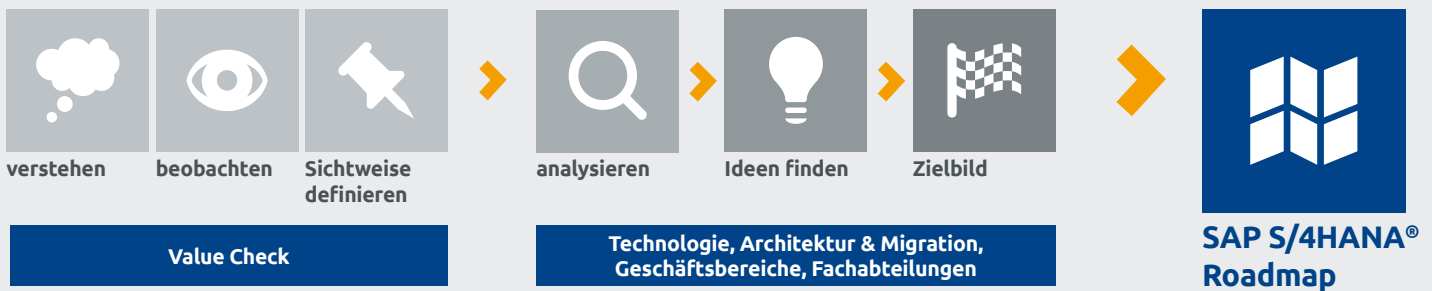 verstehen
beobachten
Sichtweise
definieren
analysieren
Ideen finden
Zielbild
Value Check
Technologie, Architektur & Migration,
Geschäftsbereiche, Fachabteilungen
SAP S/4HANA®
Roadmap